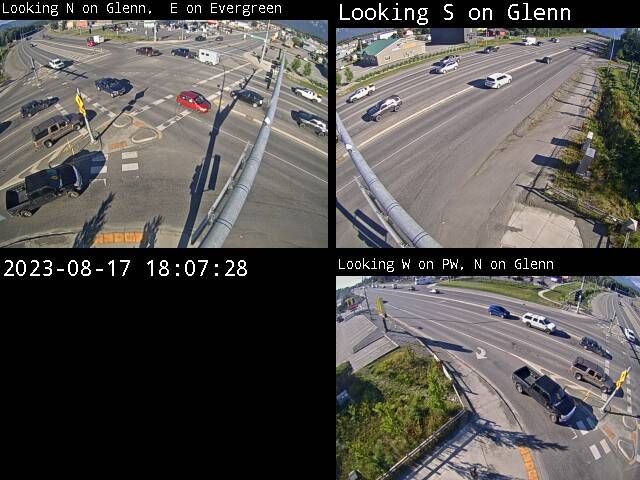 Looking N on Glenn,  E on Evergreen
Looking S on Glenn
2023-08-17 18:07:28
Looking W on PW, N on Glenn